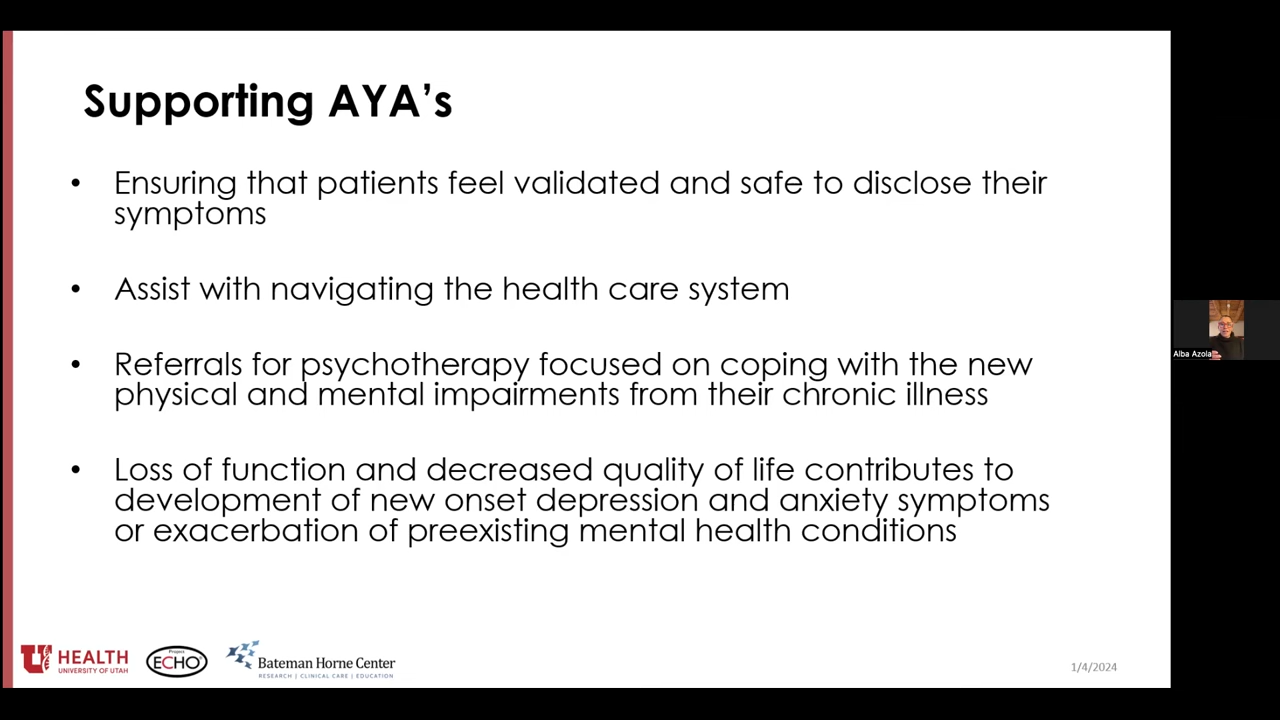 Supporting AYA's
• Ensuring that patients feel validated and safe to disclose their
symptoms
• Assist with navigating the health care system
• Referrals for psychotherapy focused on coping with the new
physical and mental impairments from their chronic illness
• Loss of function and decreased quality of life contributes to
development of new onset depression and anxiety symptoms
or exacerbation of preexisting mental health conditions
Alba Azola
U HEALTH
UNIVERSITY OF UTAH
Project
ECHO
Bateman Horne Center
RESEARCH | CLINICAL CARE | EDUCATION
1/4/2024